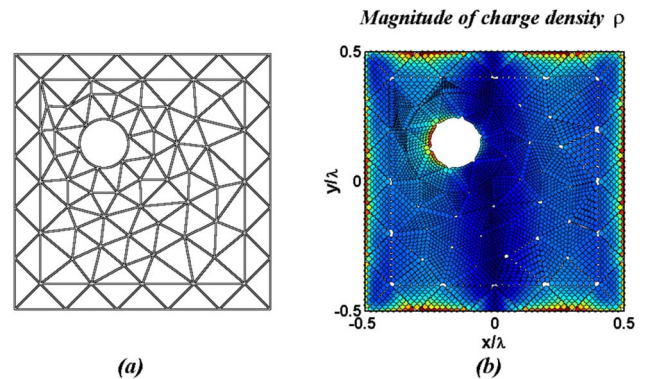 Magnitude of charge density ρ
0.5
y/λ
0
-0.5
-0.5 0 0.5
x/λ
(a) (b)